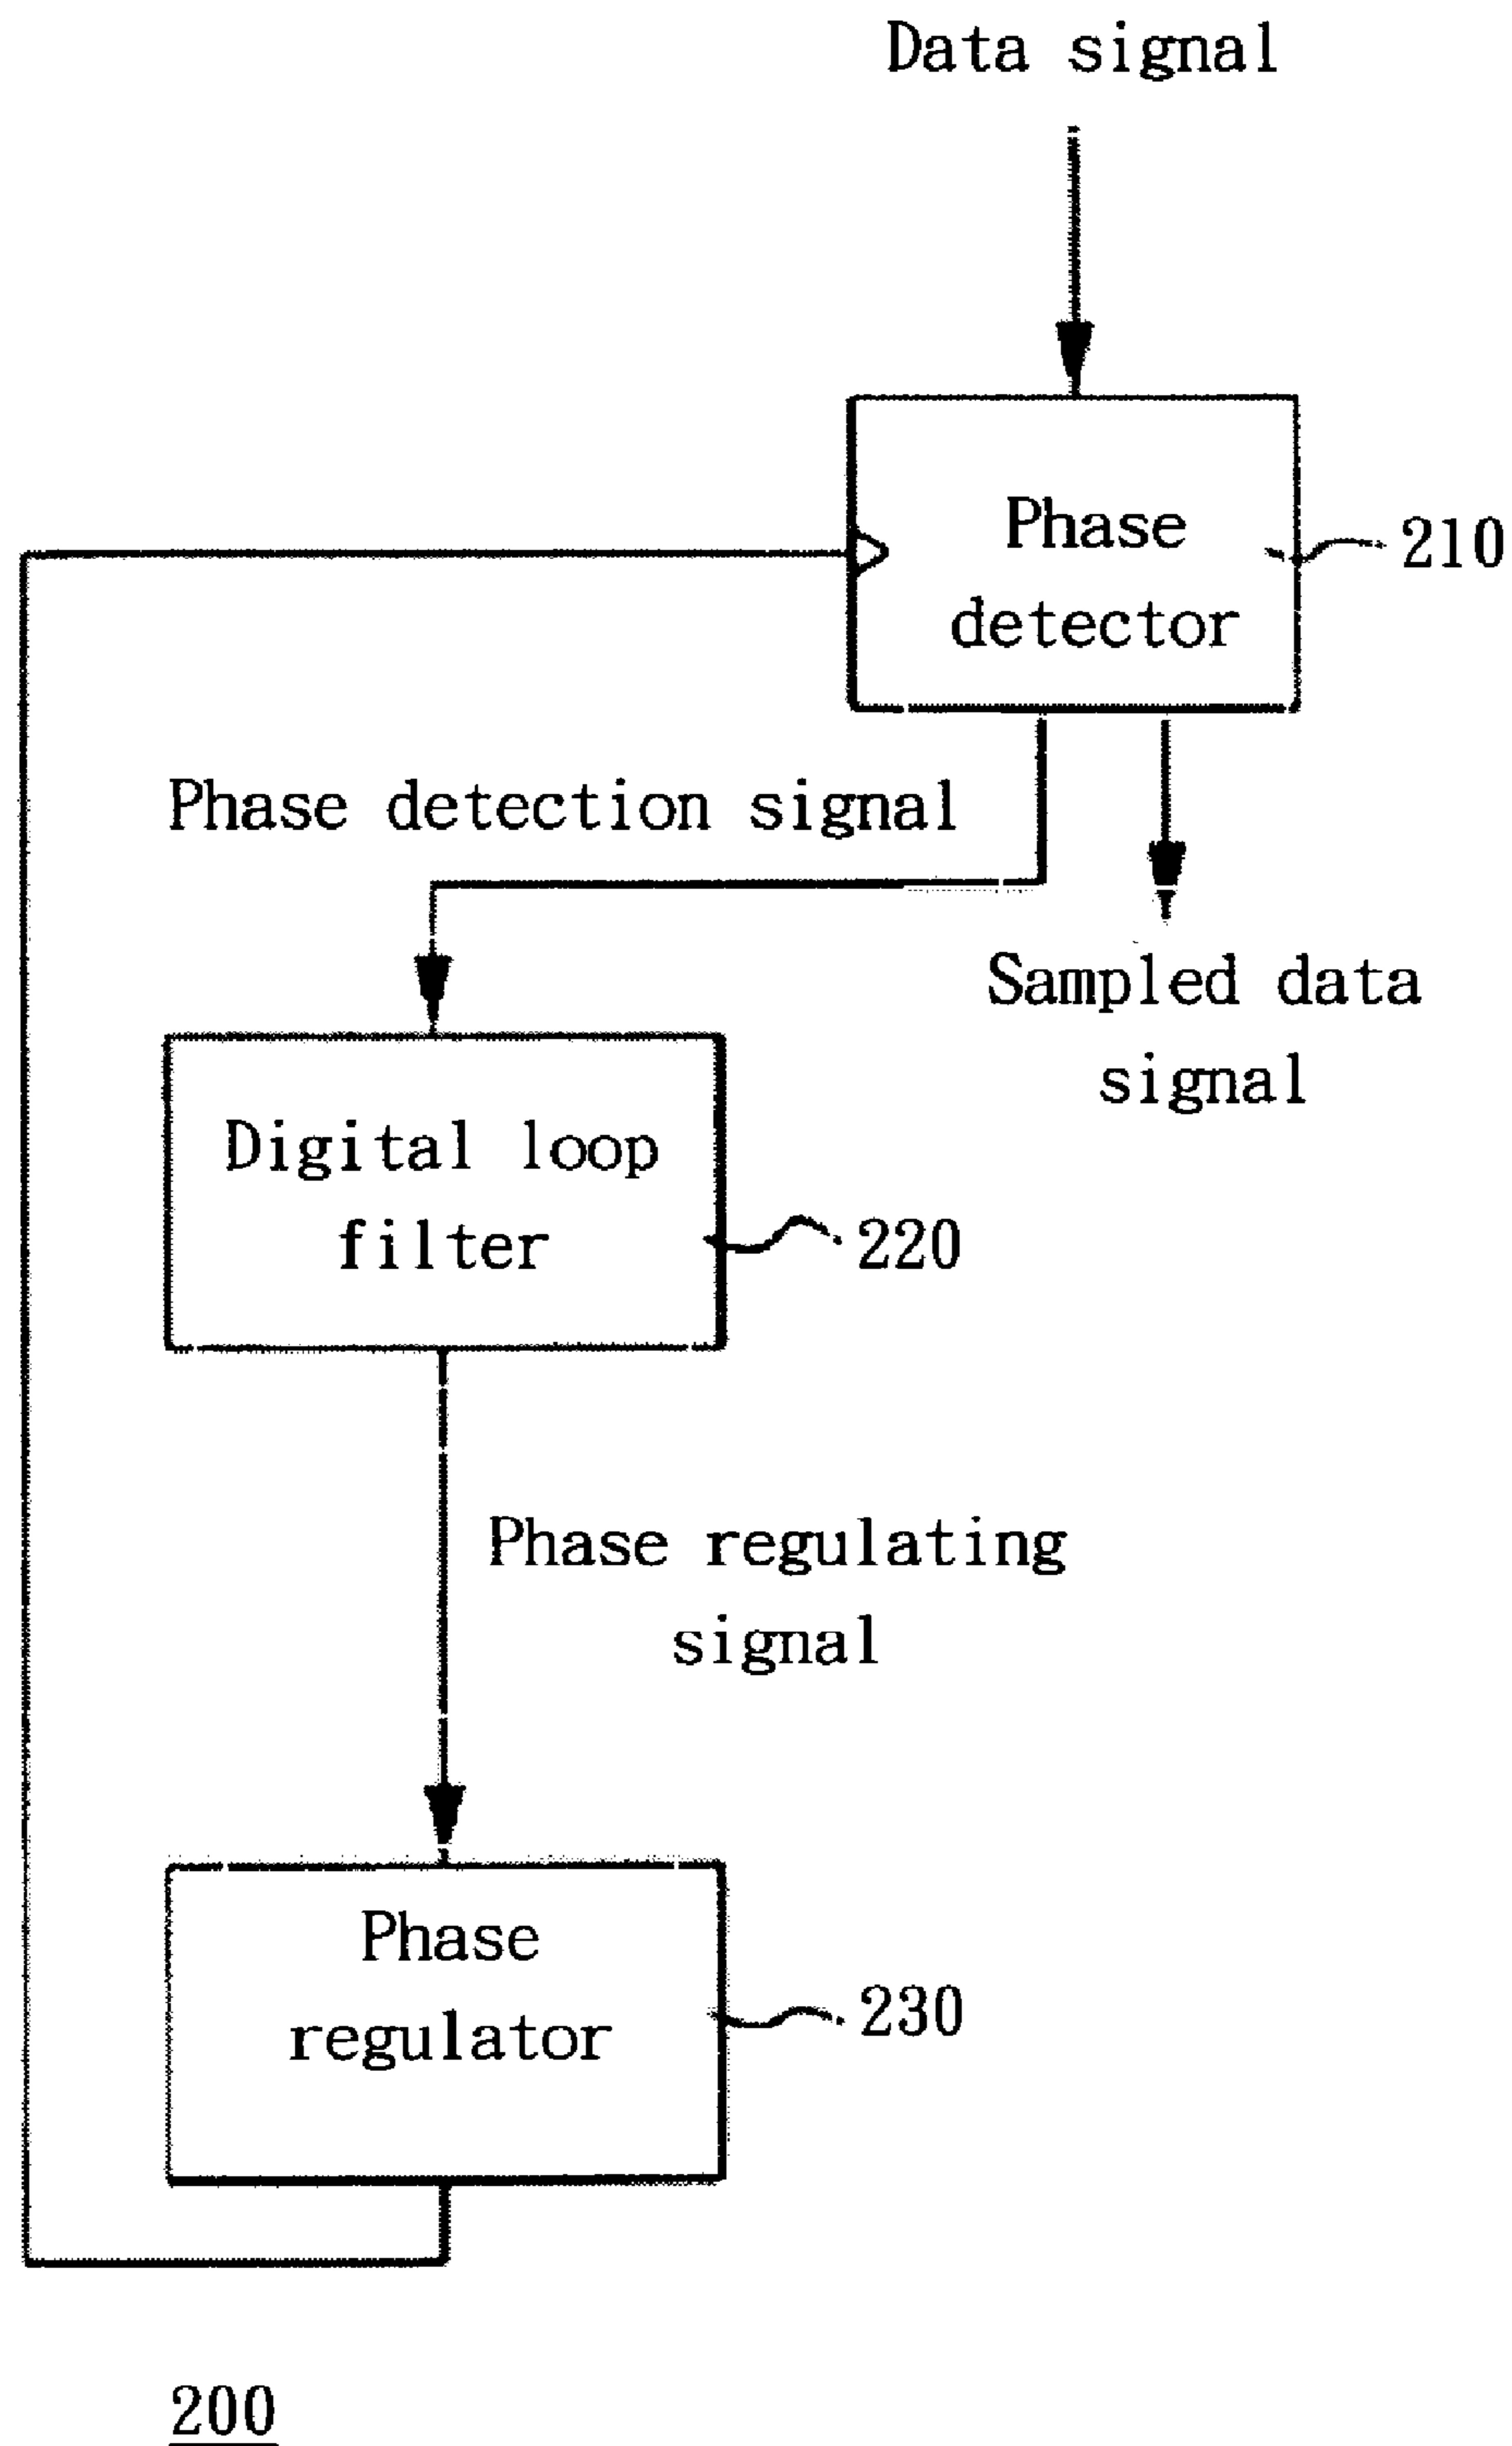 Data signal
Phase
detector
210
Phase detection signal
Sampled data
signal
Digital loop
filter
220
Phase regulating
signal
Phase
regulator
230
200